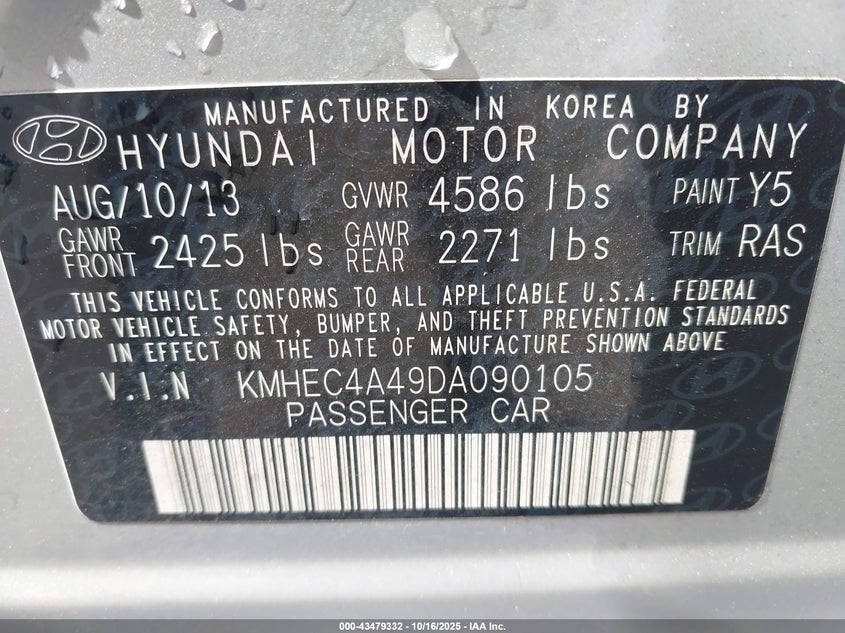 MANUFACTURED IN KOREA BY
HYUNDAI MOTOR COMPANY
AUG/10/13 GVWR 4586 lbs PAINT Y5
GAWR FRONT 2425 lbs GAWR REAR 2271 lbs TRIM RAS
THIS VEHICLE CONFORMS TO ALL APPLICABLE U.S.A. FEDERAL
MOTOR VEHICLE SAFETY, BUMPER, AND THEFT PREVENTION STANDARDS
IN EFFECT ON THE DATE OF MANUFACTURE SHOWN ABOVE
V.I.N KMHEC4A49DA090105
PASSENGER CAR
000-43479332 - 10/16/2025 - IAA Inc.